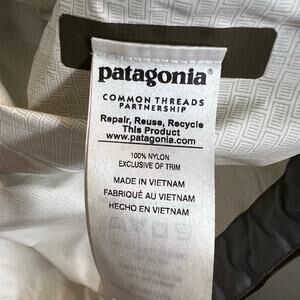 patagonia®
COMMON THREADS
PARTNERSHIP
Repair, Reuse, Recycle
This Product
www.patagonia.com
100% NYLON
EXCLUSIVE OF TRIM
MADE IN VIETNAM
FABRIQUÉ AU VIETNAM
HECHO EN VIETNAM